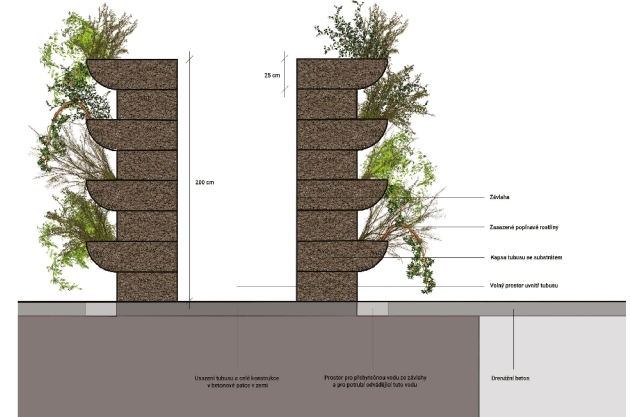 25 cm
200 cm
Závlaha
Zasazené popínavé rostliny
Kapsa tubusu se substrátem
Volný prostor uvnitř tubusu
Usazení tubusu a celé konstrukce
v betonové patce v zemi
Prostor pro přebytečnou vodu ze závlahy
a pro potrubí odvádějící tuto vodu
Drenážní beton